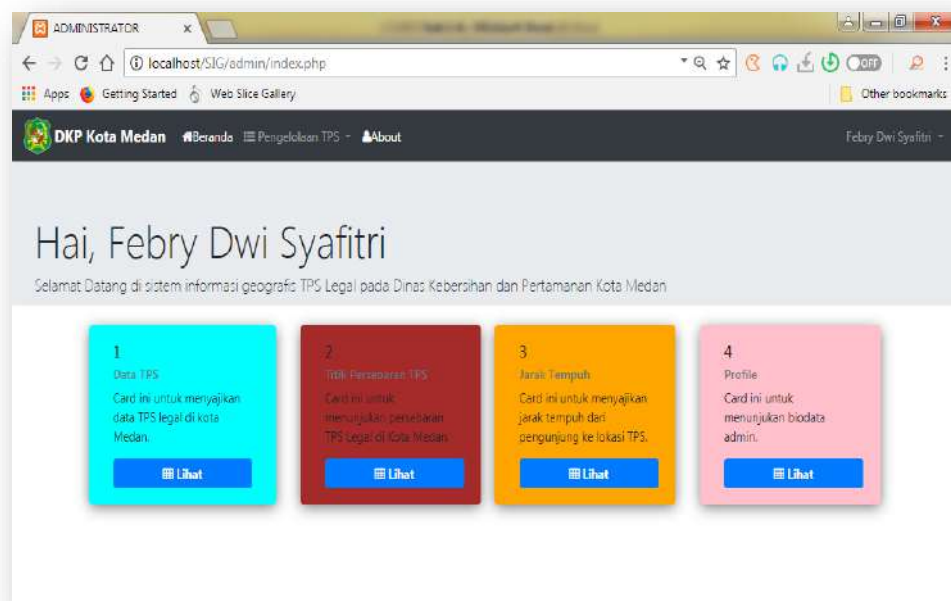 ADMINISTRATOR
localhost/SIG/admin/index.php
OFF
Apps Getting Started Web Slice Gallery Other bookmarks
DKP Kota Medan Beranda Pengelolaan TPS About Febry Dwi Syafitri
Hai, Febry Dwi Syafitri
Selamat Datang di sistem informasi geografis TPS Legal pada Dinas Kebersihan dan Pertamanan Kota Medan
1
Data TPS
Card ini untuk menyajikan
data TPS legal di kota
Medan.
Lihat
2
Titik Persebaran TPS
Card ini untuk
menunjukan persebaran
TPS Legal di Kota Medan.
Lihat
3
Jarak Tempuh
Card ini untuk menyajikan
jarak tempuh dari
pengunjung ke lokasi TPS.
Lihat
4
Profile
Card ini untuk
menunjukan biodata
admin.
Lihat